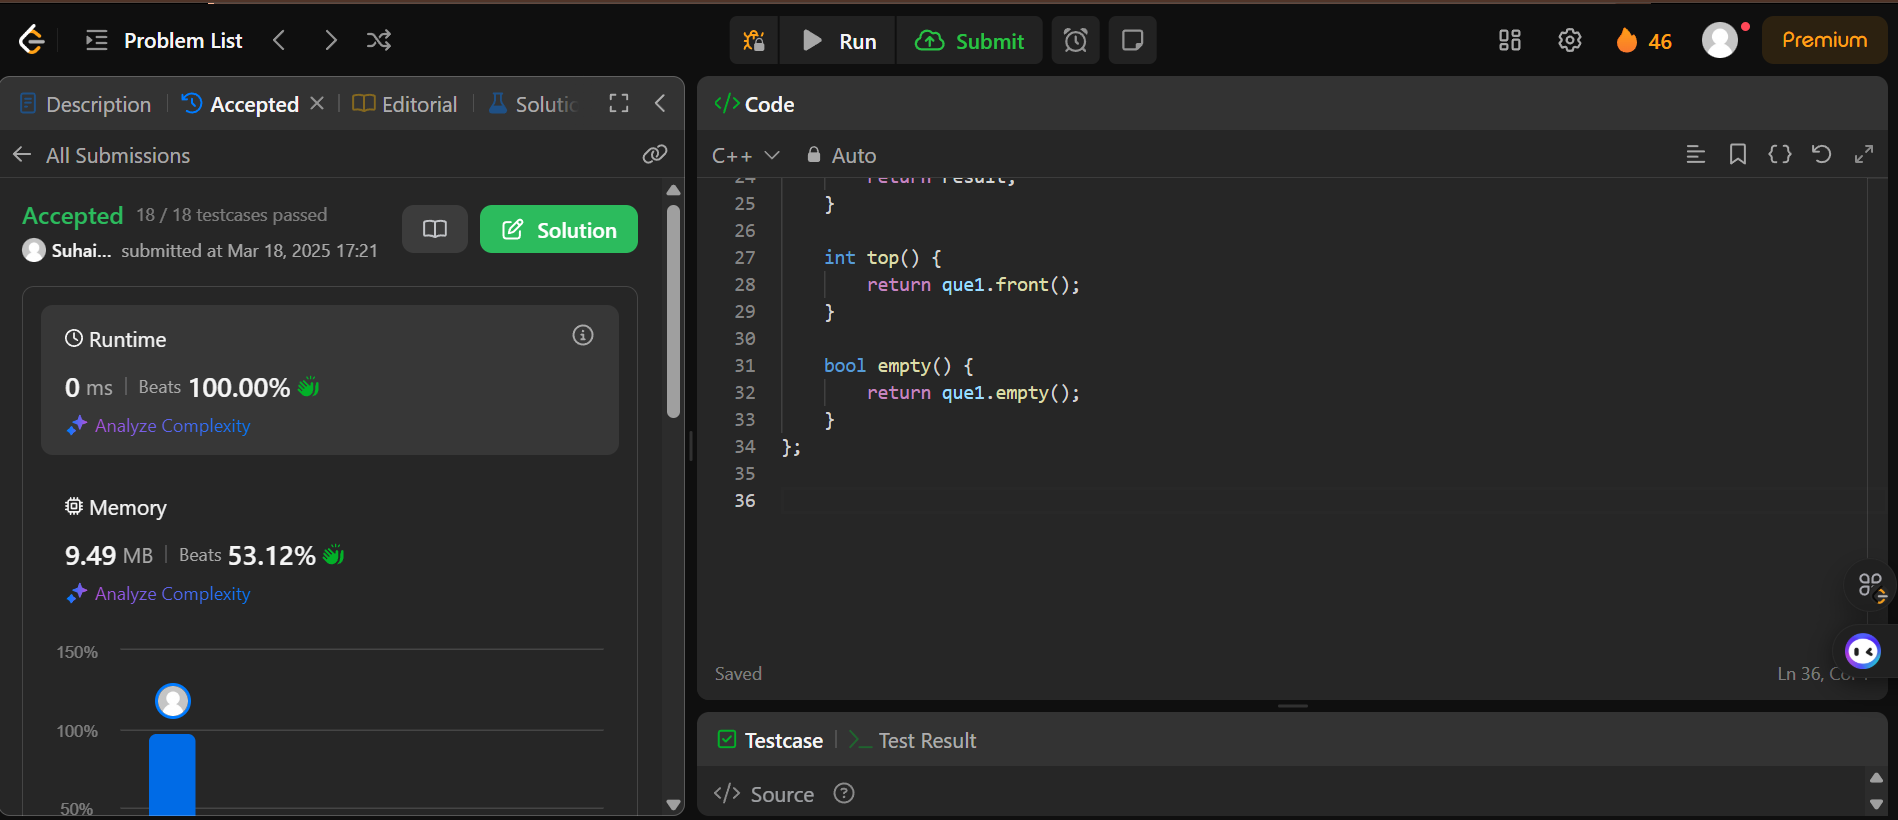 Problem List
Run
Submit
46
Premium
Description
Accepted
Editorial
Solutio
All Submissions
Accepted 18 / 18 testcases passed
Solution
Suhai... submitted at Mar 18, 2025 17:21
Runtime
0 ms Beats 100.00%
Analyze Complexity
Memory
9.49 MB Beats 53.12%
Analyze Complexity
150%
100%
50%
</> Code
C++ Auto
24 return result;
25 }
26
27 int top() {
28 return que1.front();
29 }
30
31 bool empty() {
32 return que1.empty();
33 }
34 };
35
36
Saved
Ln 36,
Testcase
>_ Test Result
</> Source